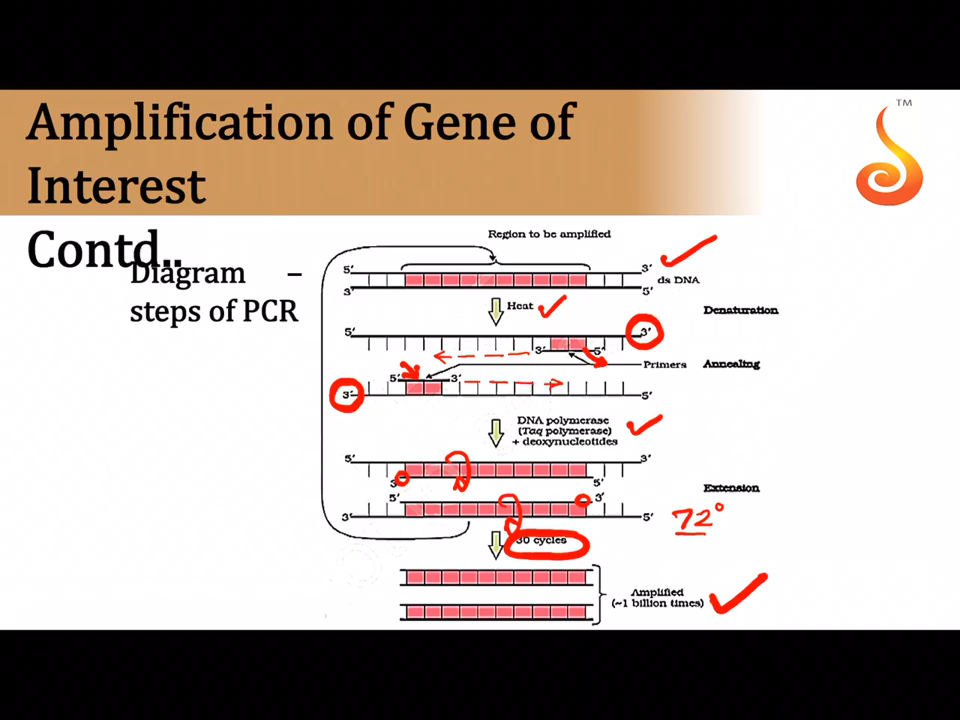 Amplification of Gene of
Interest
Contd..
TM
Diagram –
steps of PCR
Region to be amplified
5' 3'
3' 5'
ds DNA
Heat
Denaturation
5' 3'
3' 5'
Primers Annealing
5' 3'
3' 5'
DNA polymerase
(Taq polymerase)
+ deoxynucleotides
5' 3'
3' 5'
Extension
5' 3'
3' 5'
72°
30 cycles
Amplified
(~1 billion times)